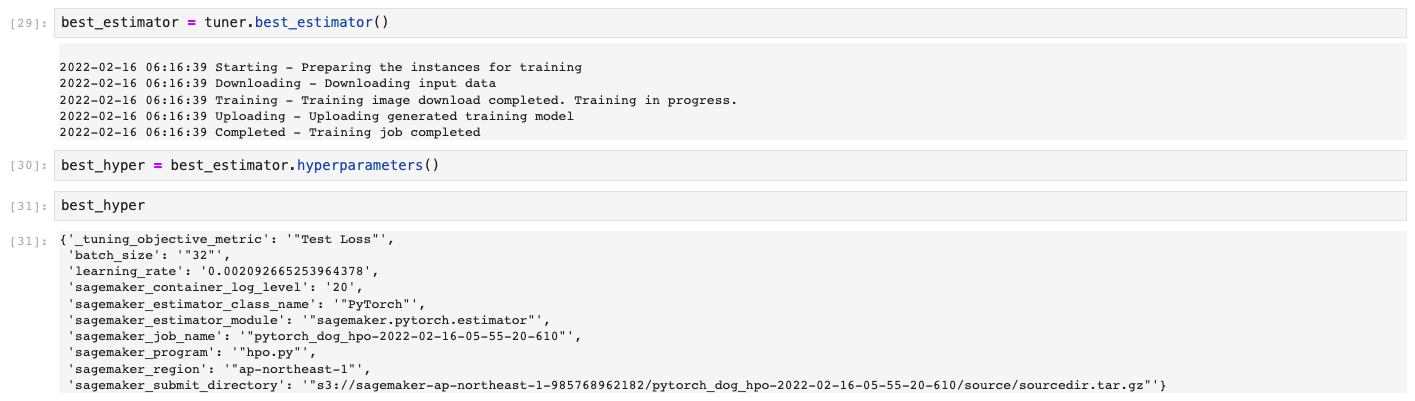 [29]: best_estimator = tuner.best_estimator()
2022-02-16 06:16:39 Starting - Preparing the instances for training
2022-02-16 06:16:39 Downloading - Downloading input data
2022-02-16 06:16:39 Training - Training image download completed. Training in progress.
2022-02-16 06:16:39 Uploading - Uploading generated training model
2022-02-16 06:16:39 Completed - Training job completed
[30]: best_hyper = best_estimator.hyperparameters()
[31]: best_hyper
[31]: {'_tuning_objective_metric': '"Test Loss"',
'batch_size': '"32"',
'learning_rate': '0.002092665253964378',
'sagemaker_container_log_level': '20',
'sagemaker_estimator_class_name': '"PyTorch"',
'sagemaker_estimator_module': '"sagemaker.pytorch.estimator"',
'sagemaker_job_name': '"pytorch_dog_hpo-2022-02-16-05-55-20-610"',
'sagemaker_program': '"hpo.py"',
'sagemaker_region': '"ap-northeast-1"',
'sagemaker_submit_directory': '"s3://sagemaker-ap-northeast-1-985768962182/pytorch_dog_hpo-2022-02-16-05-55-20-610/source/sourcedir.tar.gz"'}